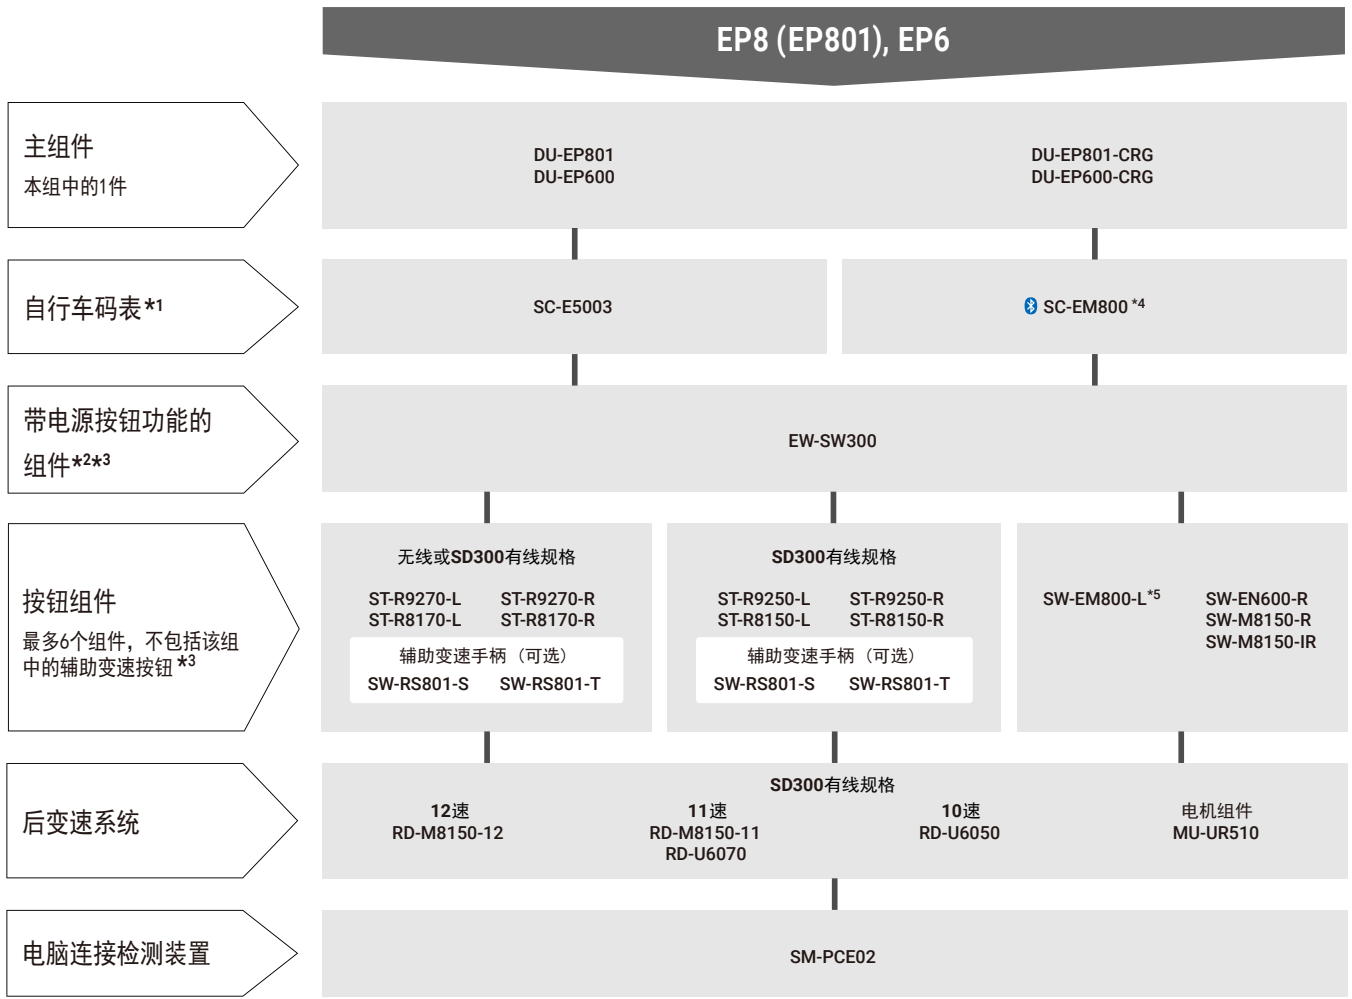 EP8 (EP801), EP6
主组件
本组中的1件
DU-EP801
DU-EP600
DU-EP801-CRG
DU-EP600-CRG
自行车码表*1
SC-E5003
SC-EM800 *4
带电源按钮功能的
组件*2*3
EW-SW300
按钮组件
最多6个组件，不包括该组
中的辅助变速按钮*3
无线或SD300有线规格
ST-R9270-L ST-R9270-R
ST-R8170-L ST-R8170-R
辅助变速手柄（可选）
SW-RS801-S SW-RS801-T
SD300有线规格
ST-R9250-L ST-R9250-R
ST-R8150-L ST-R8150-R
辅助变速手柄（可选）
SW-RS801-S SW-RS801-T
SW-EM800-L*5
SW-EN600-R
SW-M8150-R
SW-M8150-IR
后变速系统
SD300有线规格
12速
RD-M8150-12
11速
RD-M8150-11
RD-U6070
10速
RD-U6050
电机组件
MU-UR510
电脑连接检测装置
SM-PCE02